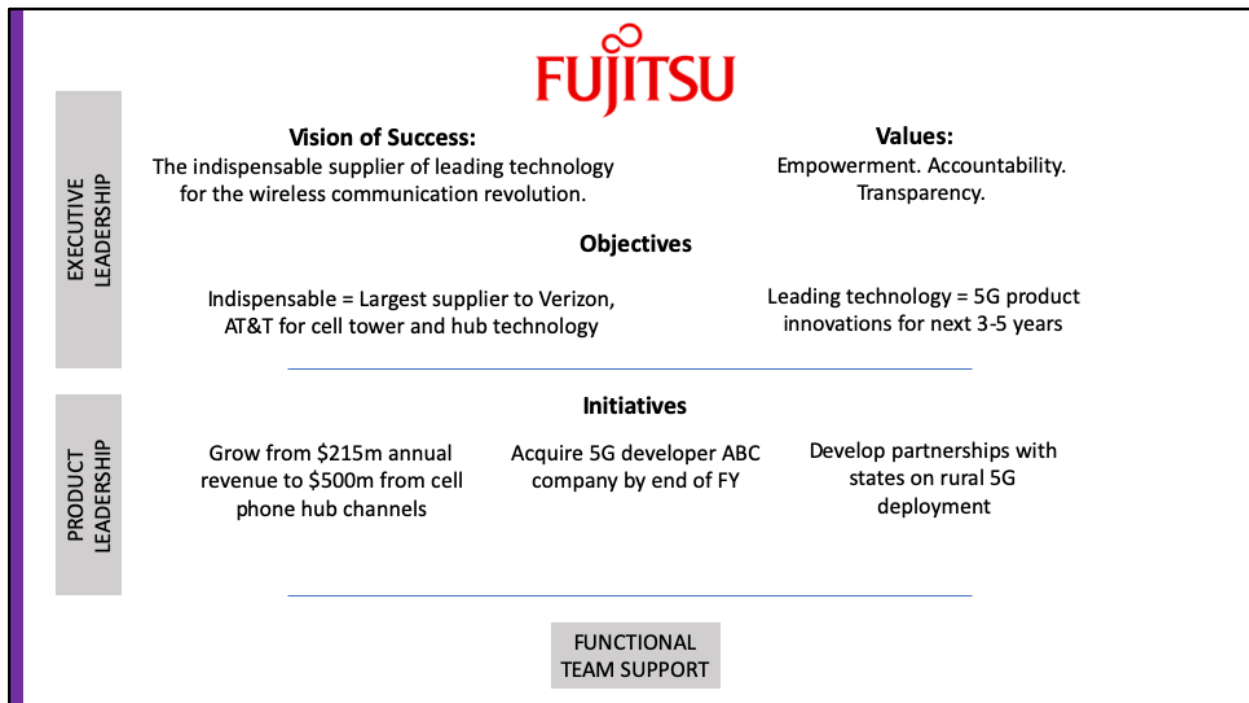 FUJITSU
EXECUTIVE
LEADERSHIP
Vision of Success:
The indispensable supplier of leading technology
for the wireless communication revolution.
Values:
Empowerment. Accountability.
Transparency.
Objectives
Indispensable = Largest supplier to Verizon,
AT&T for cell tower and hub technology
Leading technology = 5G product
innovations for next 3-5 years
PRODUCT
LEADERSHIP
Initiatives
Grow from $215m annual
revenue to $500m from cell
phone hub channels
Acquire 5G developer ABC
company by end of FY
Develop partnerships with
states on rural 5G
deployment
FUNCTIONAL
TEAM SUPPORT